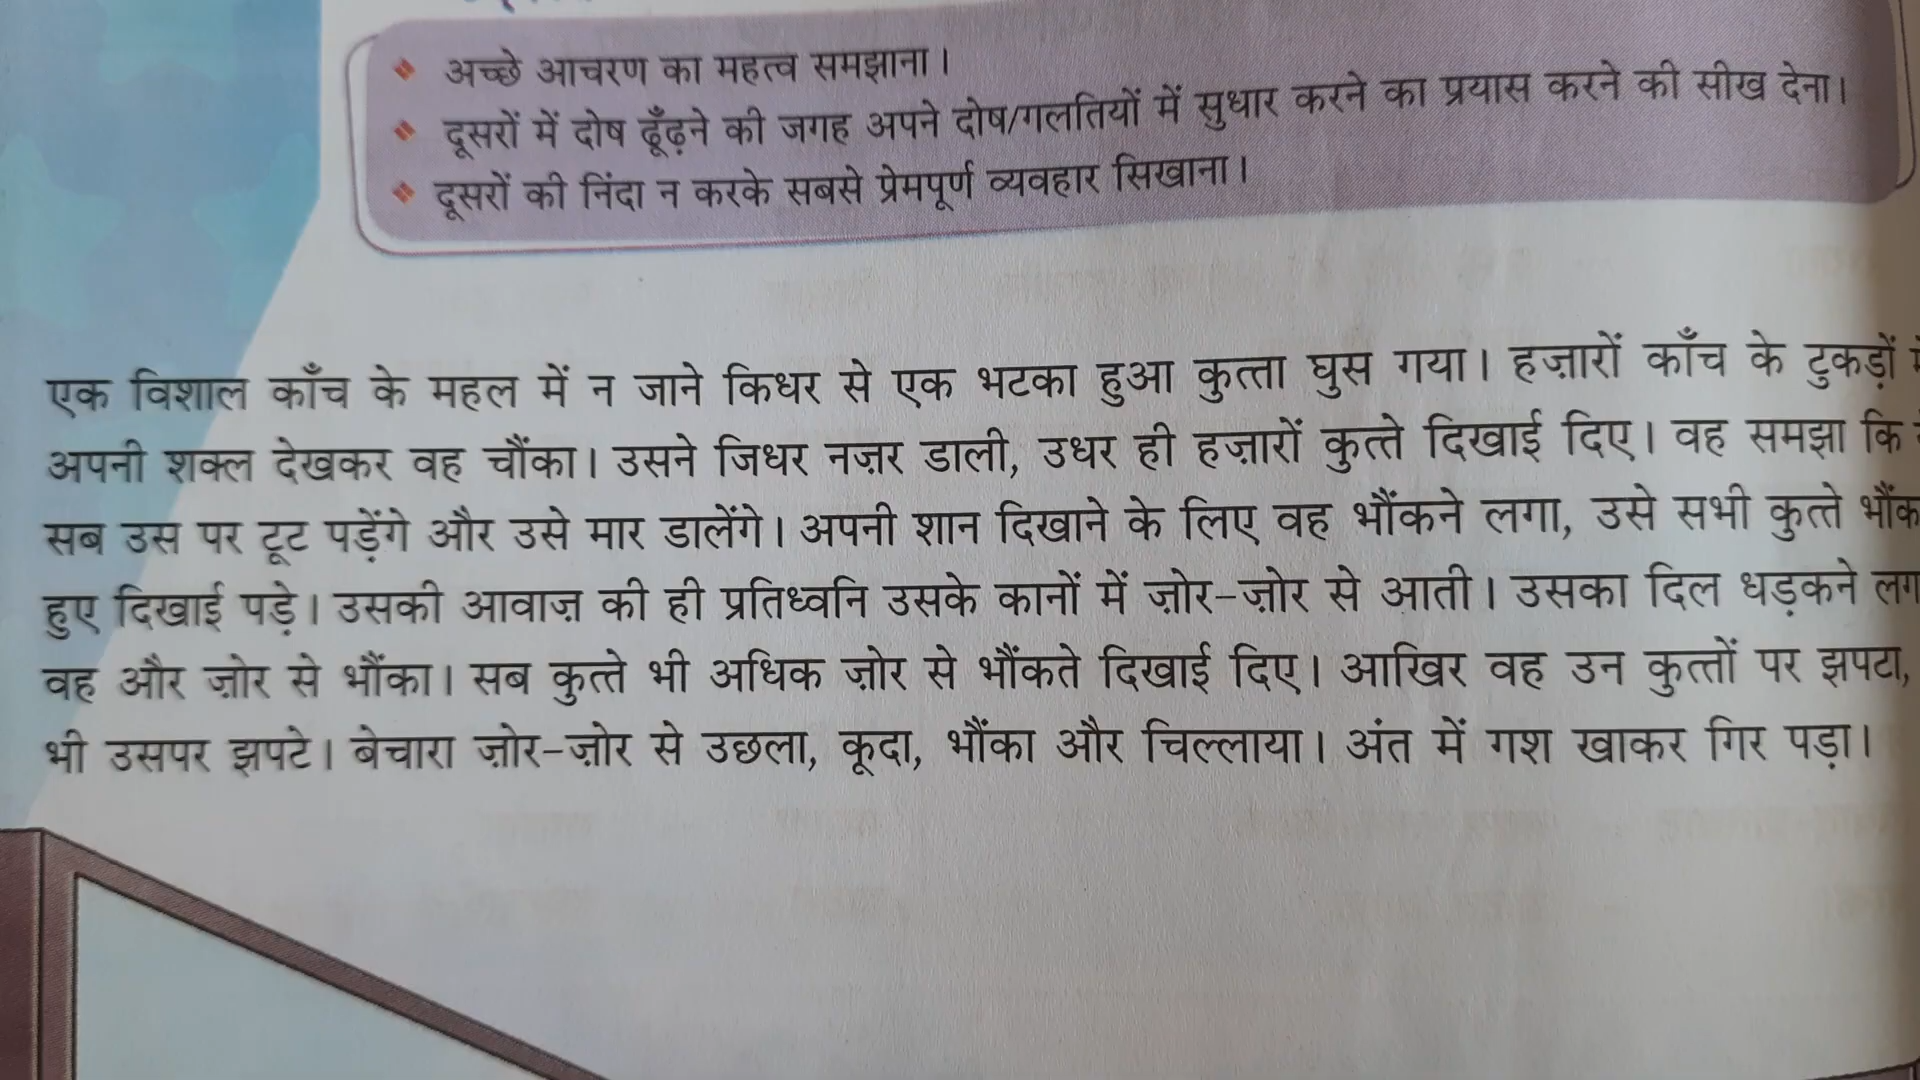 अच्छे आचरण का महत्व समझाना।
दूसरों में दोष ढूँढ़ने की जगह अपने दोष/गलतियों में सुधार करने का प्रयास करने की सीख देना।
दूसरों की निंदा न करके सबसे प्रेमपूर्ण व्यवहार सिखाना।
एक विशाल काँच के महल में न जाने किधर से एक भटका हुआ कुत्ता घुस गया। हज़ारों काँच के टुकड़ों
अपनी शक्ल देखकर वह चौंका। उसने जिधर नज़र डाली, उधर ही हज़ारों कुत्ते दिखाई दिए। वह समझा कि
सब उस पर टूट पड़ेंगे और उसे मार डालेंगे। अपनी शान दिखाने के लिए वह भौंकने लगा, उसे सभी कुत्ते भौंक
हुए दिखाई पड़े। उसकी आवाज़ की ही प्रतिध्वनि उसके कानों में ज़ोर-ज़ोर से आती। उसका दिल धड़कने लग
वह और ज़ोर से भौंका। सब कुत्ते भी अधिक ज़ोर से भौंकते दिखाई दिए। आखिर वह उन कुत्तों पर झपटा,
भी उसपर झपटे। बेचारा ज़ोर-ज़ोर से उछला, कूदा, भौंका और चिल्लाया। अंत में गश खाकर गिर पड़ा।